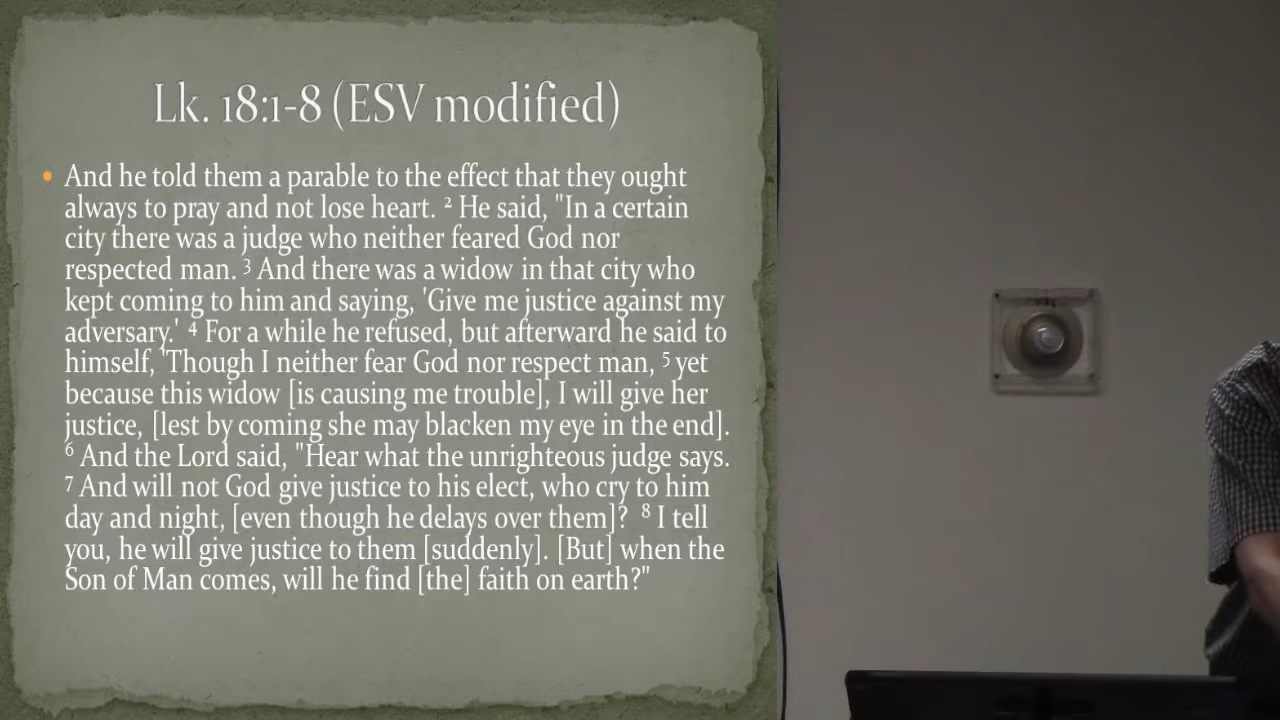 Lk. 18:1-8 (ESV modified)
• And he told them a parable to the effect that they ought
always to pray and not lose heart. ² He said, "In a certain
city there was a judge who neither feared God nor
respected man. ³ And there was a widow in that city who
kept coming to him and saying, 'Give me justice against my
adversary.' ⁴ For a while he refused, but afterward he said to
himself, 'Though I neither fear God nor respect man, ⁵ yet
because this widow [is causing me trouble], I will give her
justice, [lest by coming she may blacken my eye in the end].
⁶ And the Lord said, "Hear what the unrighteous judge says.
⁷ And will not God give justice to his elect, who cry to him
day and night, [even though he delays over them]? ⁸ I tell
you, he will give justice to them [suddenly]. [But] when the
Son of Man comes, will he find [the] faith on earth?"